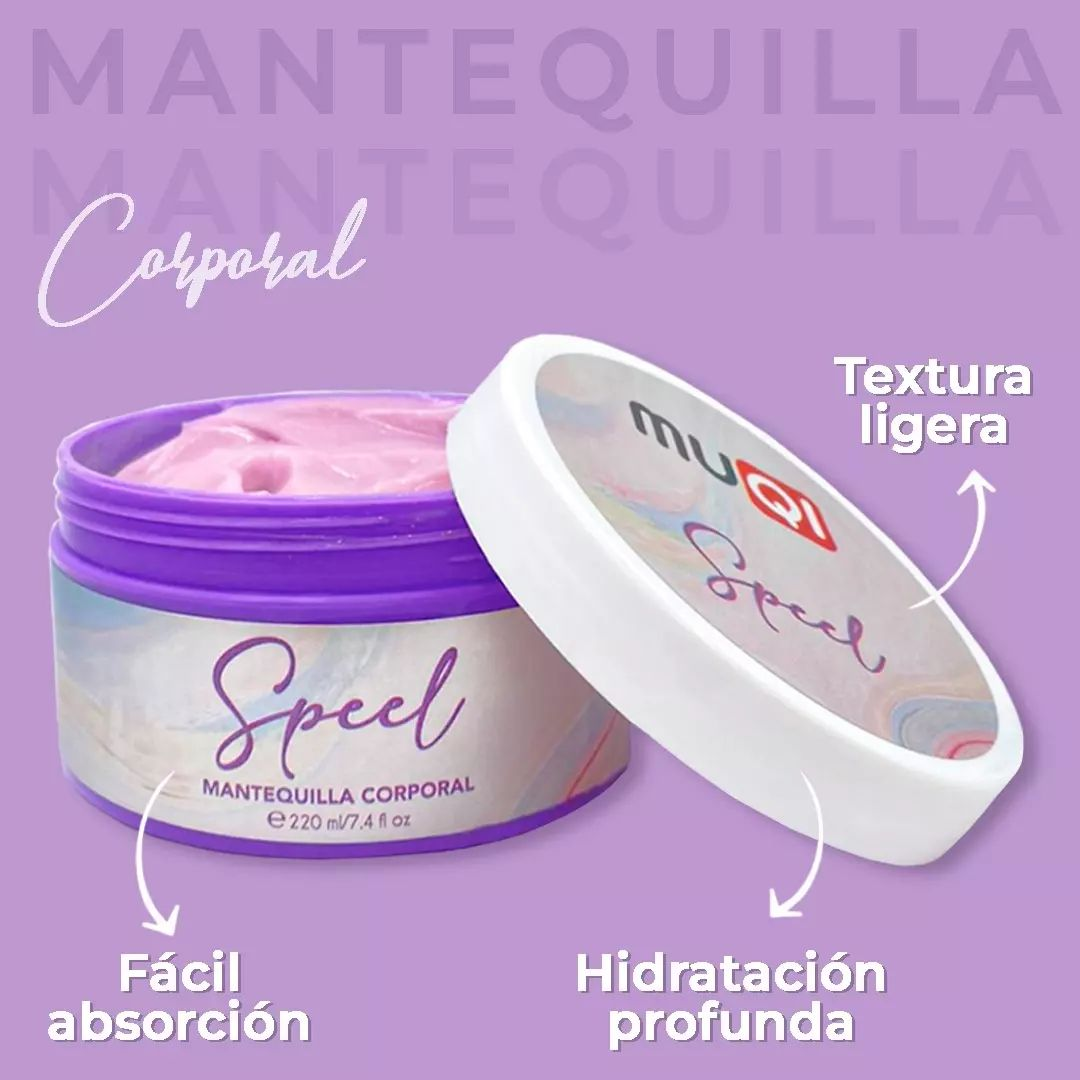 MANTEQUILLA
MANTEQUILLA
Corporal
Textura
ligera
MUQI
Speel
Speel
MANTEQUILLA CORPORAL
℮ 220 ml/7.4 fl oz
Fácil
absorción
Hidratación
profunda